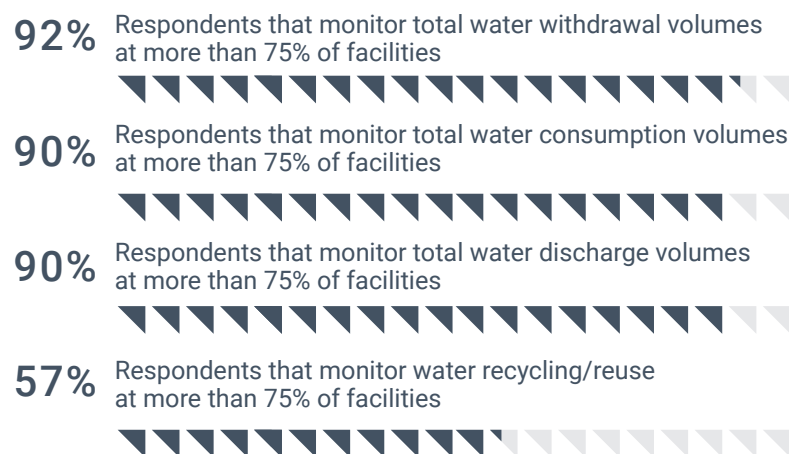 92% Respondents that monitor total water withdrawal volumes
at more than 75% of facilities
90% Respondents that monitor total water consumption volumes
at more than 75% of facilities
90% Respondents that monitor total water discharge volumes
at more than 75% of facilities
57% Respondents that monitor water recycling/reuse
at more than 75% of facilities